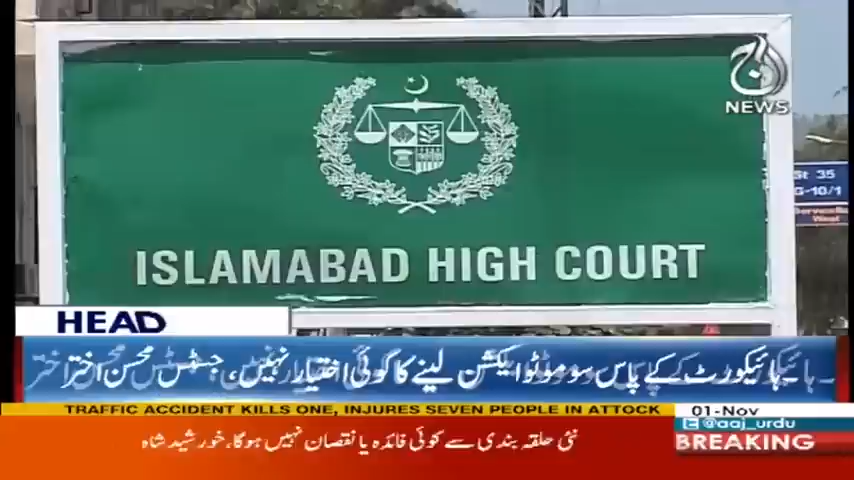 آج
NEWS
St 35
G-10/1
West
ISLAMABAD HIGH COURT
HEAD
ہائیکورٹ کے پاس سوموٹو ایکشن لینے کا کوئی اختیار نہیں، جسٹس محسن اختر
TRAFFIC ACCIDENT KILLS ONE, INJURES SEVEN PEOPLE IN ATTOCK
01-Nov
@aaj_urdu
BREAKING
نئی حلقہ بندی سے کوئی فائدہ یا نقصان نہیں ہوگا، خورشید شاہ